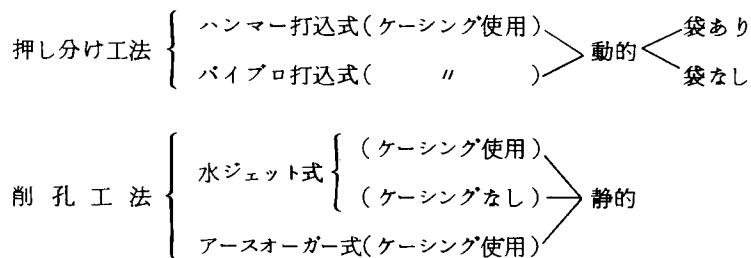 押し分け工法
ハンマー打込式(ケーシング使用)
バイブロ打込式( 〃 )
動的
袋あり
袋なし
削孔工法
水ジェット式
(ケーシング使用)
(ケーシングなし)
アースオーガー式(ケーシング使用)
静的